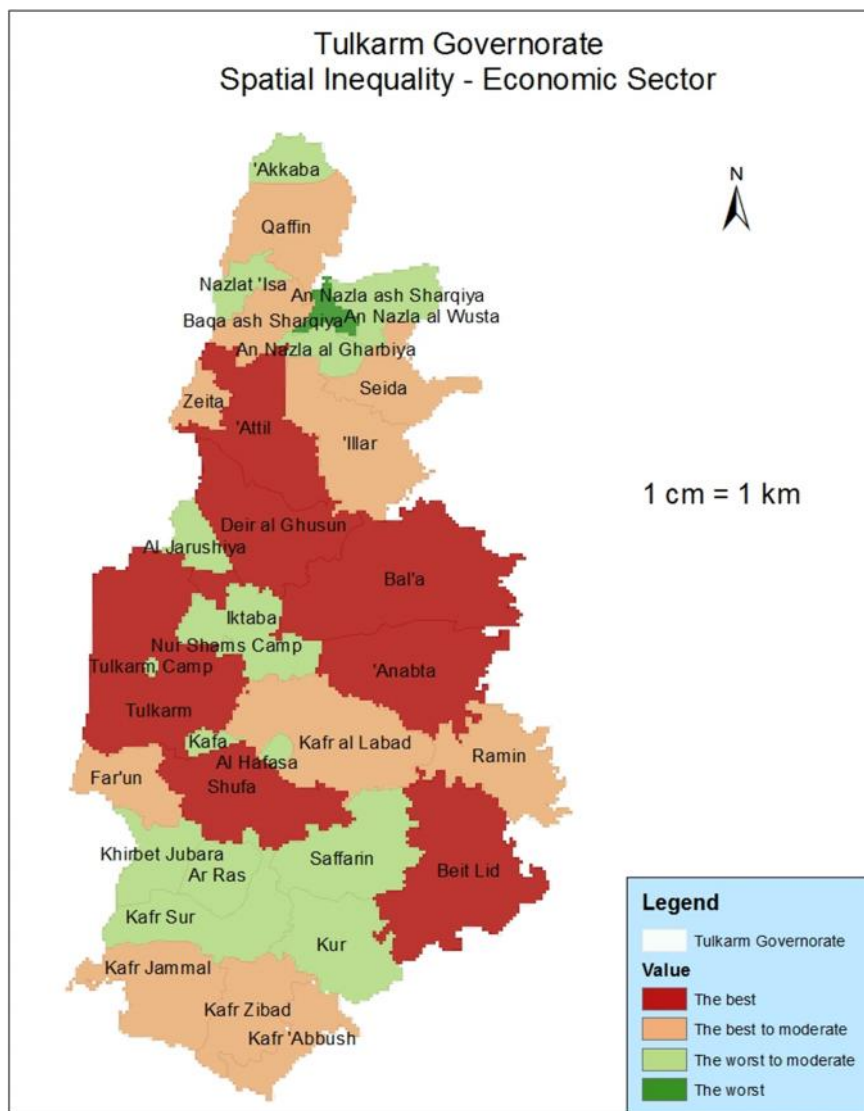 Tulkarm Governorate
Spatial Inequality - Economic Sector
N
'Akkaba
Qaffin
Nazlat 'Isa
An Nazla ash Sharqiya
An Nazla al Wusta
Baqa ash Sharqiya
An Nazla al Gharbiya
Seida
Zeita
'Attil
'Illar
1 cm = 1 km
Deir al Ghusun
Al Jarushiya
Bal'a
Iktaba
Nur Shams Camp
Tulkarm Camp
'Anabta
Tulkarm
Kafa
Kafr al Labad
Ramin
Al Hafasa
Far'un
Shufa
Khirbet Jubara
Saffarin
Beit Lid
Ar Ras
Kafr Sur
Kur
Kafr Jammal
Kafr Zibad
Kafr 'Abbush
Legend
Tulkarm Governorate
Value
The best
The best to moderate
The worst to moderate
The worst